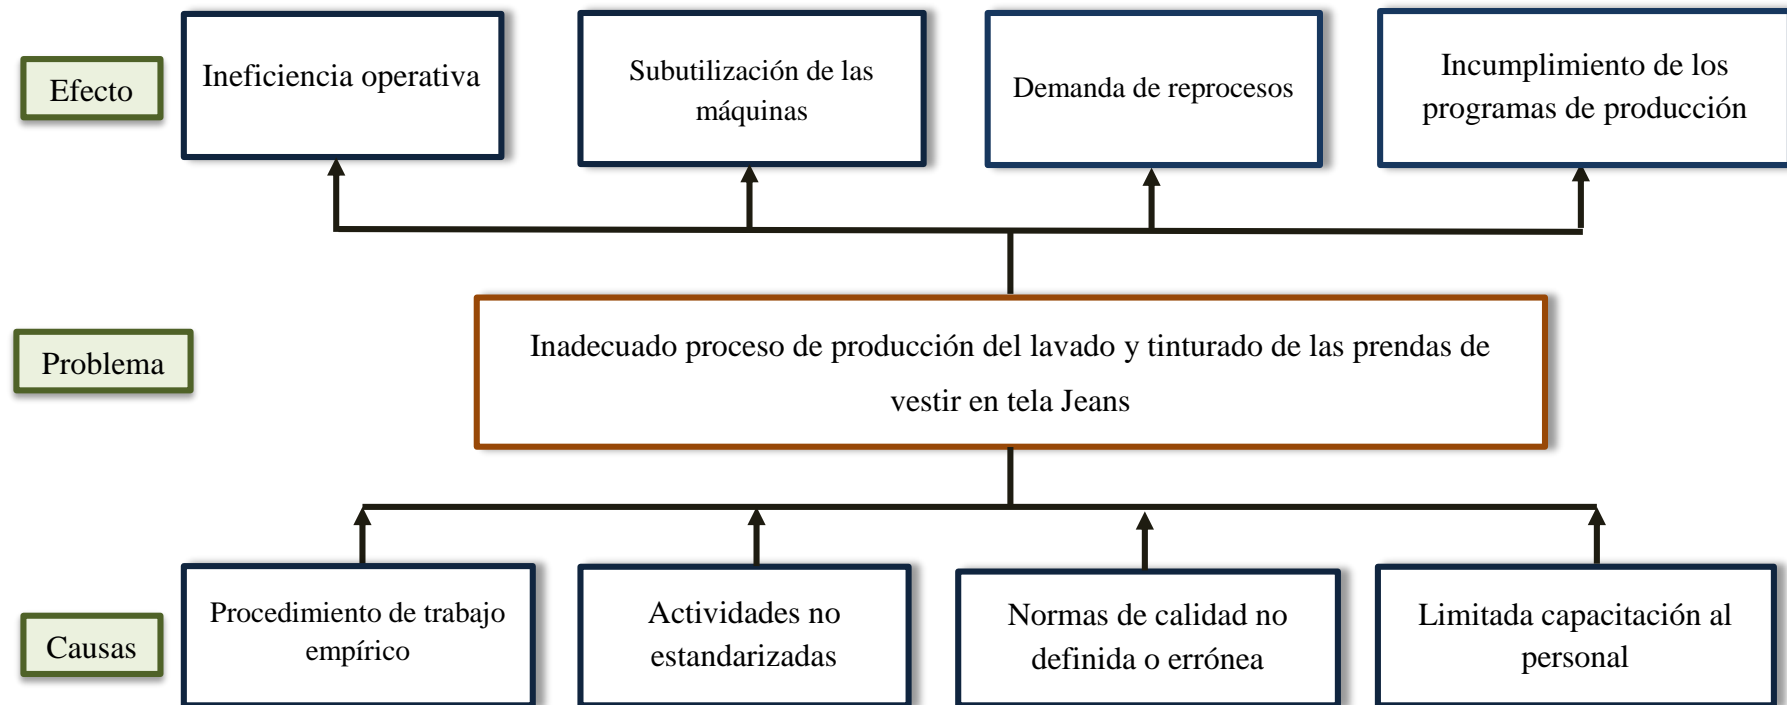 Efecto
Ineficiencia operativa
Subutilización de las
máquinas
Demanda de reprocesos
Incumplimiento de los
programas de producción
Problema
Inadecuado proceso de producción del lavado y tinturado de las prendas de
vestir en tela Jeans
Causas
Procedimiento de trabajo
empírico
Actividades no
estandarizadas
Normas de calidad no
definida o errónea
Limitada capacitación al
personal